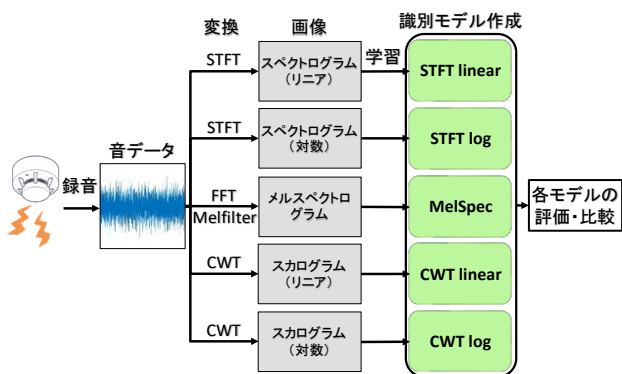 変換
画像
識別モデル作成
STFT
スペクトログラム
(リニア)
学習
STFT linear
STFT
スペクトログラム
(対数)
STFT log
音データ
録音
FFT
Melfilter
メルスペクトロ
グラム
MelSpec
各モデルの
評価・比較
CWT
スカログラム
(リニア)
CWT linear
CWT
スカログラム
(対数)
CWT log